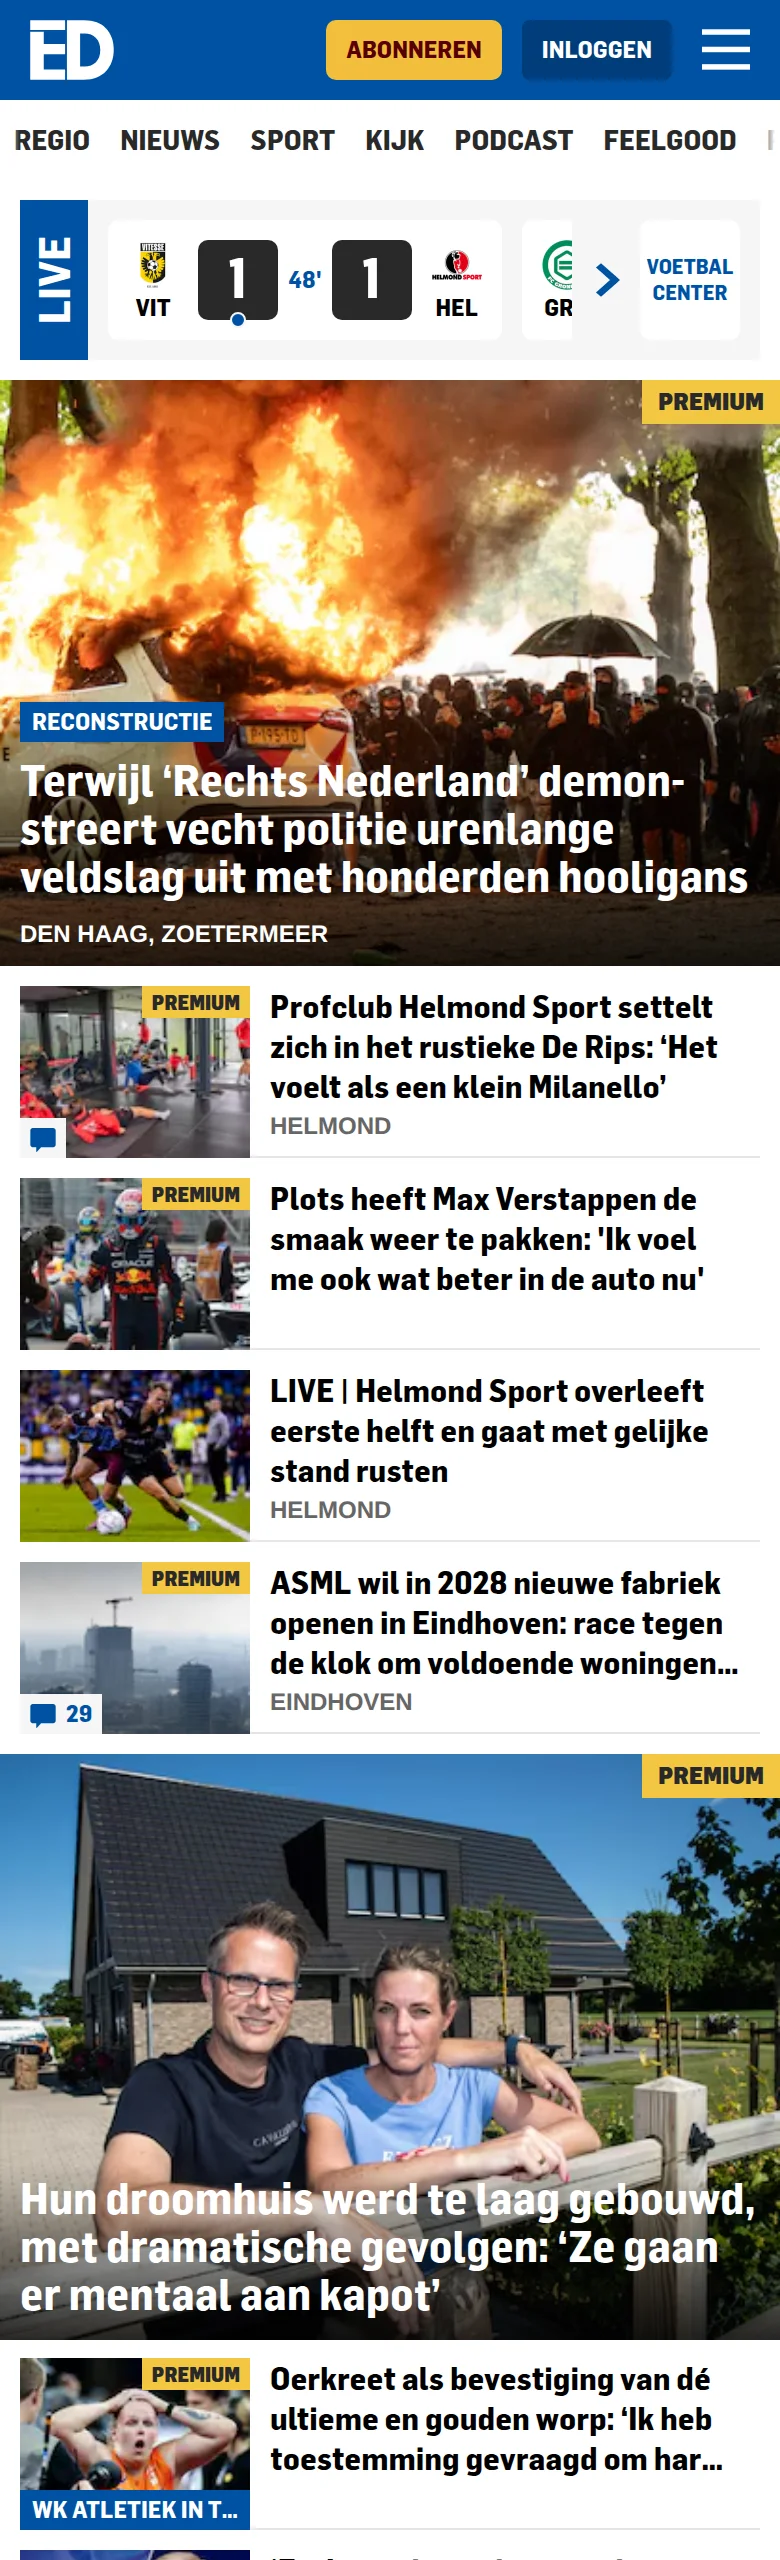 ED
ABONNEREN
INLOGGEN
REGIO NIEUWS SPORT KIJK PODCAST FEELGOOD
LIVE
VITESSE
VIT
1
48'
1
HELMOND SPORT
HEL
GR
VOETBAL
CENTER
PREMIUM
RECONSTRUCTIE
Terwijl ‘Rechts Nederland’ demon-
streert vecht politie urenlange
veldslag uit met honderden hooligans
DEN HAAG, ZOETERMEER
PREMIUM
Profclub Helmond Sport settelt
zich in het rustieke De Rips: ‘Het
voelt als een klein Milanello’
HELMOND
PREMIUM
Plots heeft Max Verstappen de
smaak weer te pakken: 'Ik voel
me ook wat beter in de auto nu'
LIVE | Helmond Sport overleeft
eerste helft en gaat met gelijke
stand rusten
HELMOND
PREMIUM
29
ASML wil in 2028 nieuwe fabriek
openen in Eindhoven: race tegen
de klok om voldoende woningen...
EINDHOVEN
PREMIUM
Hun droomhuis werd te laag gebouwd,
met dramatische gevolgen: ‘Ze gaan
er mentaal aan kapot’
PREMIUM
WK ATLETIEK IN T...
Oerkreet als bevestiging van dé
ultieme en gouden worp: ‘Ik heb
toestemming gevraagd om har...